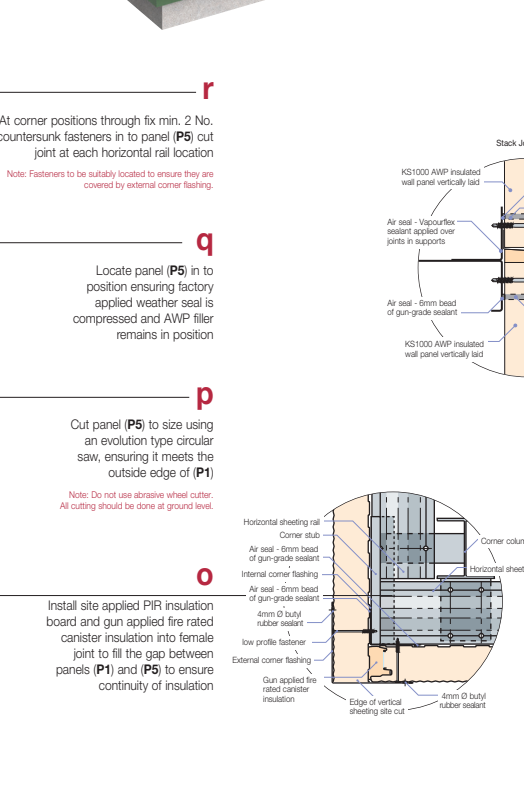 r
At corner positions through fix min. 2 No.
countersunk fasteners in to panel (P5) cut
joint at each horizontal rail location
Note: Fasteners to be suitably located to ensure they are
covered by external corner flashing.
q
Locate panel (P5) in to
position ensuring factory
applied weather seal is
compressed and AWP filler
remains in position
p
Cut panel (P5) to size using
an evolution type circular
saw, ensuring it meets the
outside edge of (P1)
Note: Do not use abrasive wheel cutter.
All cutting should be done at ground level.
o
Install site applied PIR insulation
board and gun applied fire rated
canister insulation into female
joint to fill the gap between
panels (P1) and (P5) to ensure
continuity of insulation
Stack Jo
KS1000 AWP insulated
wall panel vertically laid
Air seal - Vapourflex
sealant applied over
joints in supports
Air seal - 6mm bead
of gun-grade sealant
KS1000 AWP insulated
wall panel vertically laid
Horizontal sheeting rail
Corner stub
Air seal - 6mm bead
of gun-grade sealant
Internal corner flashing
Air seal - 6mm bead
of gun-grade sealant
4mm Ø butyl
rubber sealant
low profile fastener
External corner flashing
Gun applied fire
rated canister
insulation
Edge of vertical
sheeting site cut
4mm Ø butyl
rubber sealant
Corner colum
Horizontal sheet